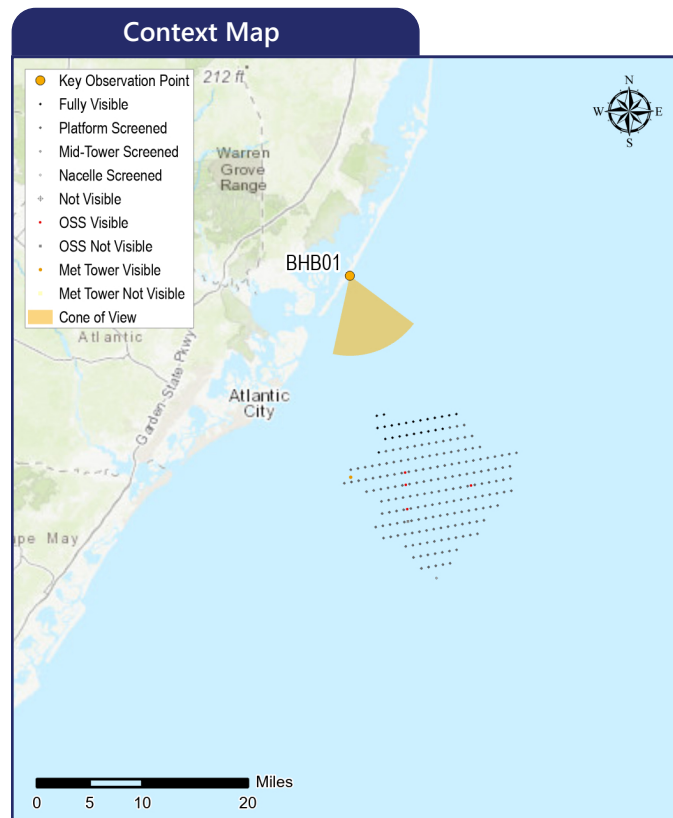 Context Map
212 ft
Key Observation Point
Fully Visible
Platform Screened
Mid-Tower Screened
Nacelle Screened
Not Visible
OSS Visible
OSS Not Visible
Met Tower Visible
Met Tower Not Visible
Cone of View
N
W E
S
Warren
Grove
Range
BHB01
Atlantic
Garden-State-Pkwy
Atlantic
City
ape May
Miles
0 5 10 20